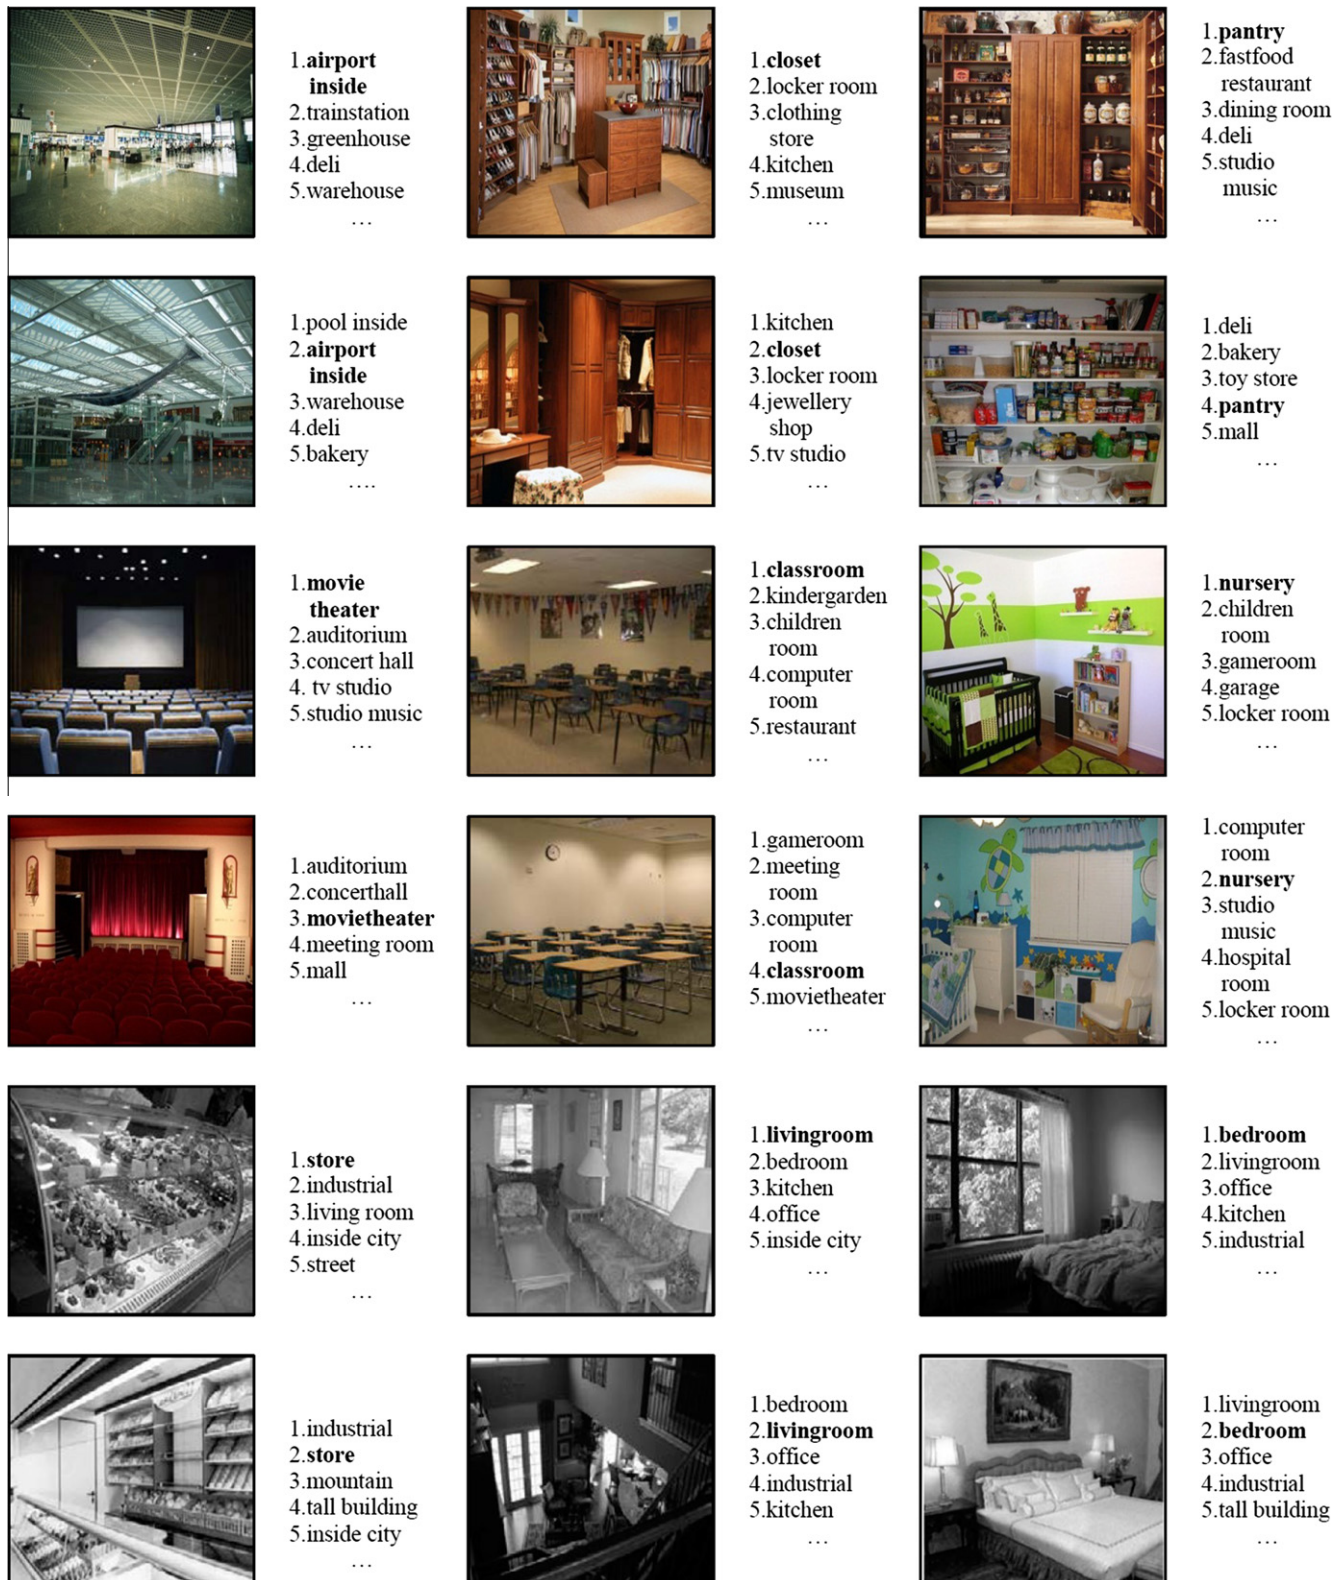 1.airport
inside
2.trainstation
3.greenhouse
4.deli
5.warehouse
...
1.closet
2.locker room
3.clothing
store
4.kitchen
5.museum
...
1.pantry
2.fastfood
restaurant
3.dining room
4.deli
5.studio
music
...
1.pool inside
2.airport
inside
3.warehouse
4.deli
5.bakery
....
1.kitchen
2.closet
3.locker room
4.jewellery
shop
5.tv studio
...
1.deli
2.bakery
3.toy store
4.pantry
5.mall
...
1.movie
theater
2.auditorium
3.concert hall
4. tv studio
5.studio music
...
1.classroom
2.kindergarden
3.children
room
4.computer
room
5.restaurant
...
1.nursery
2.children
room
3.gameroom
4.garage
5.locker room
...
1.auditorium
2.concerthall
3.movietheater
4.meeting room
5.mall
...
1.gameroom
2.meeting
room
3.computer
room
4.classroom
5.movietheater
...
1.computer
room
2.nursery
3.studio
music
4.hospital
room
5.locker room
...
1.store
2.industrial
3.living room
4.inside city
5.street
...
1.livingroom
2.bedroom
3.kitchen
4.office
5.inside city
...
1.bedroom
2.livingroom
3.office
4.kitchen
5.industrial
...
1.industrial
2.store
3.mountain
4.tall building
5.inside city
...
1.bedroom
2.livingroom
3.office
4.industrial
5.kitchen
...
1.livingroom
2.bedroom
3.office
4.industrial
5.tall building
...